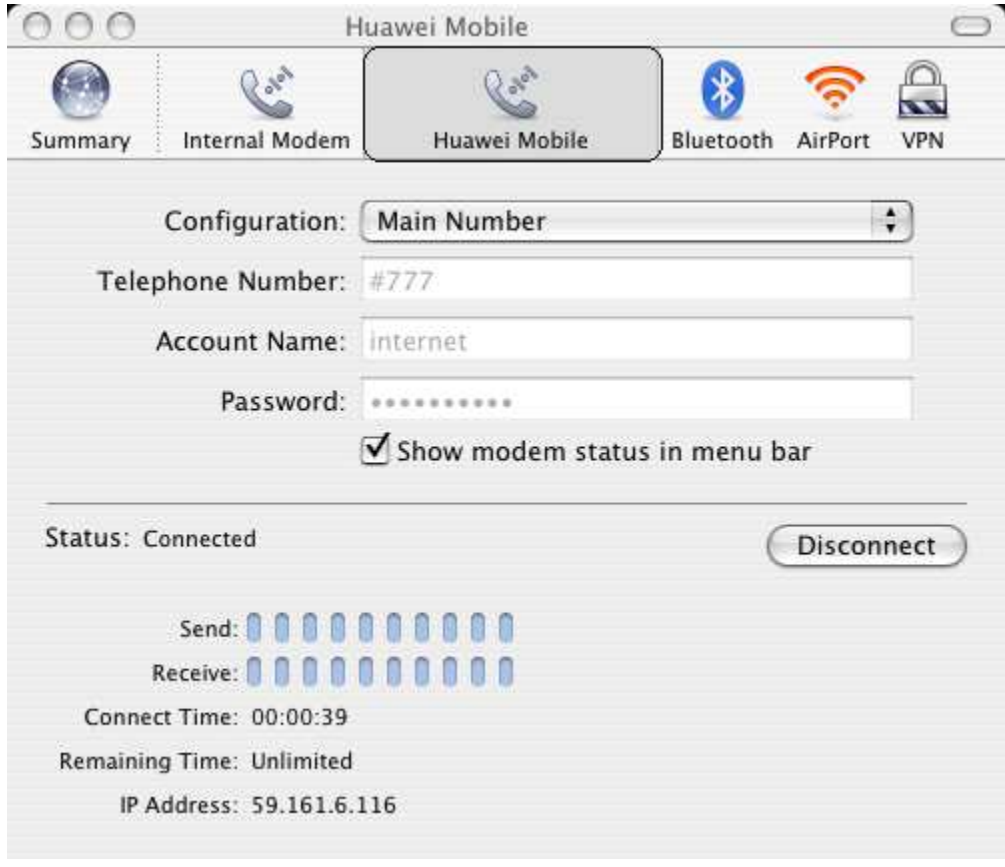 Huawei Mobile
Summary Internal Modem Huawei Mobile Bluetooth AirPort VPN
Configuration: Main Number
Telephone Number: #777
Account Name: internet
Password: ••••••••••
Show modem status in menu bar
Status: Connected Disconnect
Send:
Receive:
Connect Time: 00:00:39
Remaining Time: Unlimited
IP Address: 59.161.6.116